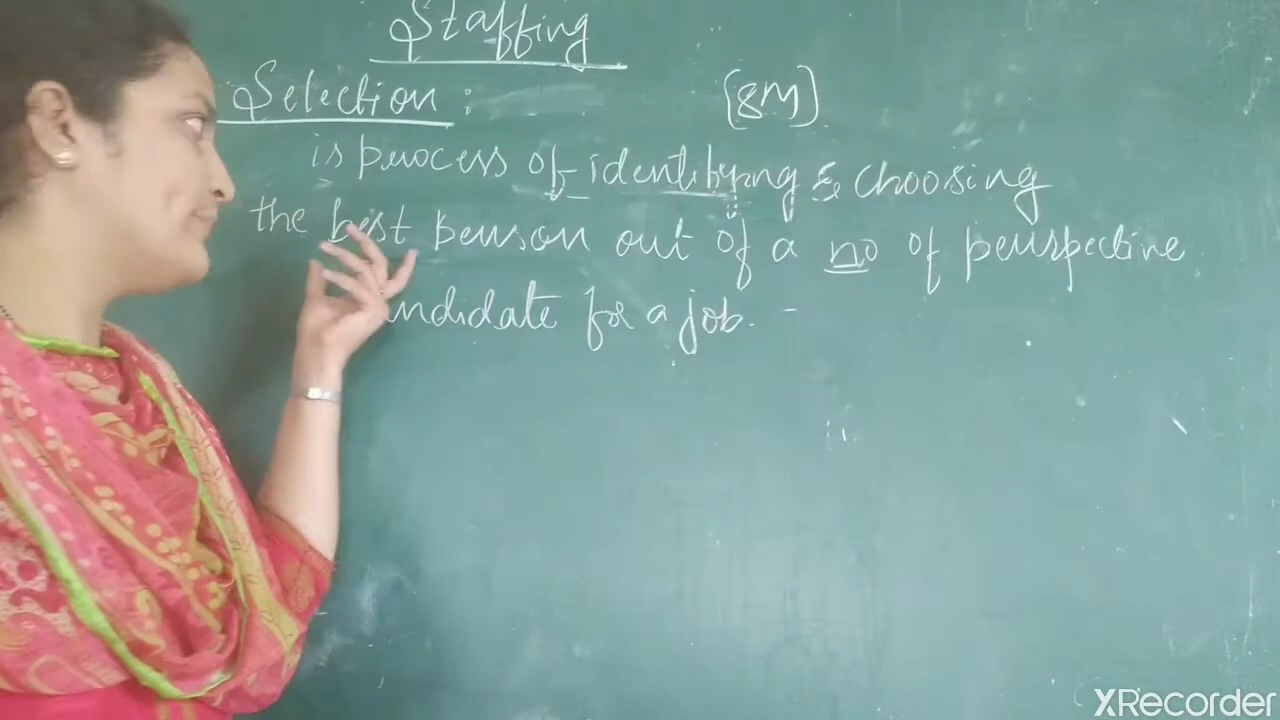 Staffing
Selection : [8M]
is process of identifying & choosing
the best person out of a no of perspective
andidate for a job. -
XRecorder